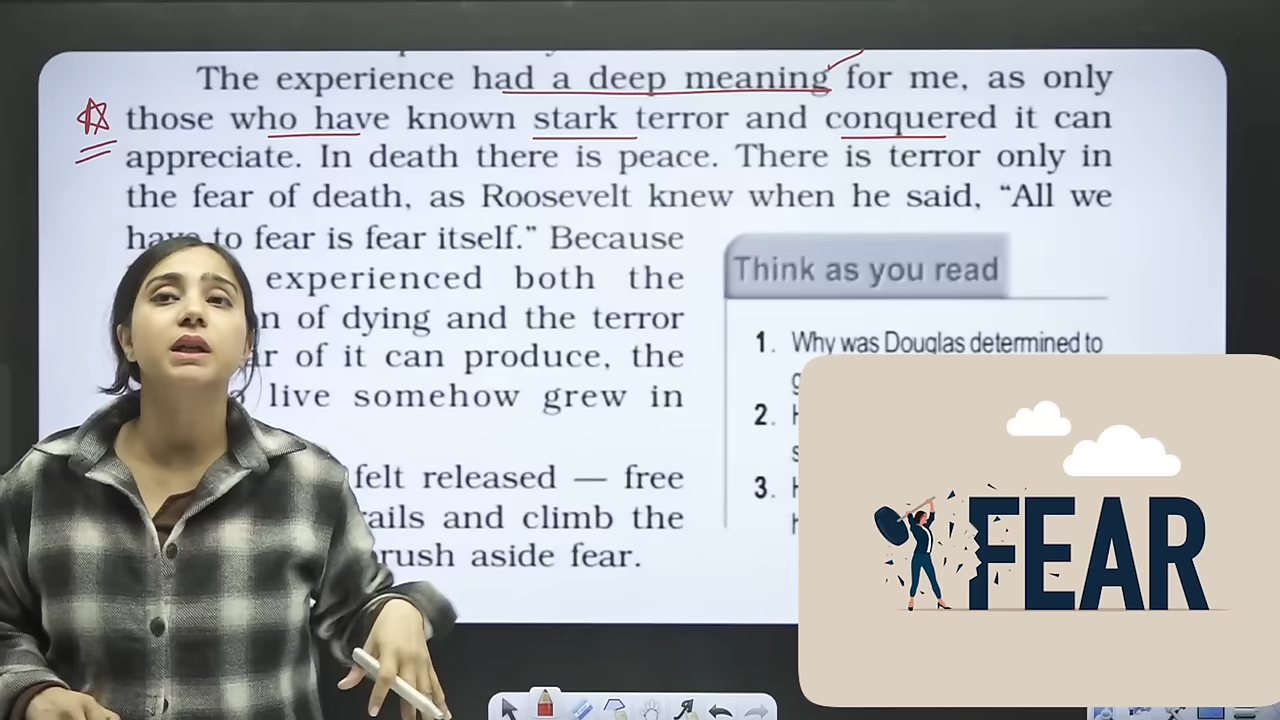 The experience had a deep meaning for me, as only
those who have known stark terror and conquered it can
appreciate. In death there is peace. There is terror only in
the fear of death, as Roosevelt knew when he said, “All we
have to fear is fear itself.” Because
experienced both the
of dying and the terror
of it can produce, the
live somehow grew in
felt released — free
and climb the
aside fear.
Think as you read
1. Why was Douglas determined to
2.
3.
FEAR